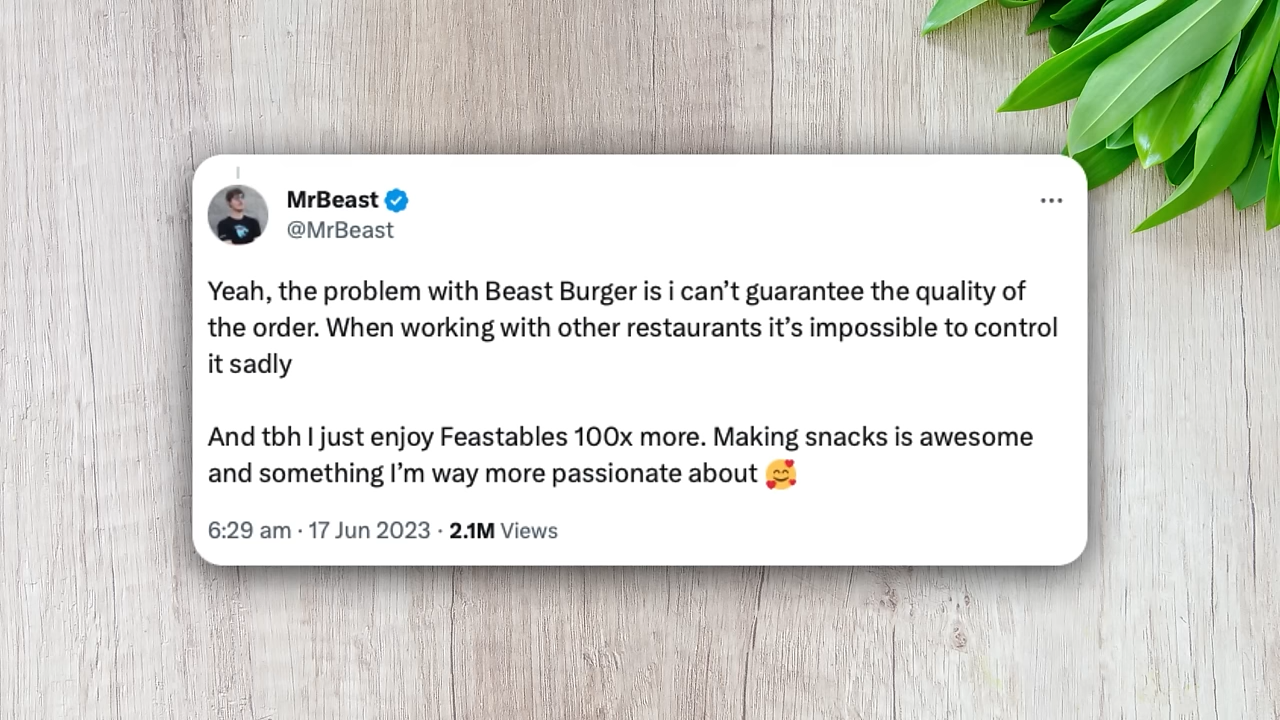 MrBeast
@MrBeast
Yeah, the problem with Beast Burger is i can’t guarantee the quality of
the order. When working with other restaurants it’s impossible to control
it sadly
And tbh I just enjoy Feastables 100x more. Making snacks is awesome
and something I’m way more passionate about 🥰
6:29 am · 17 Jun 2023 · 2.1M Views